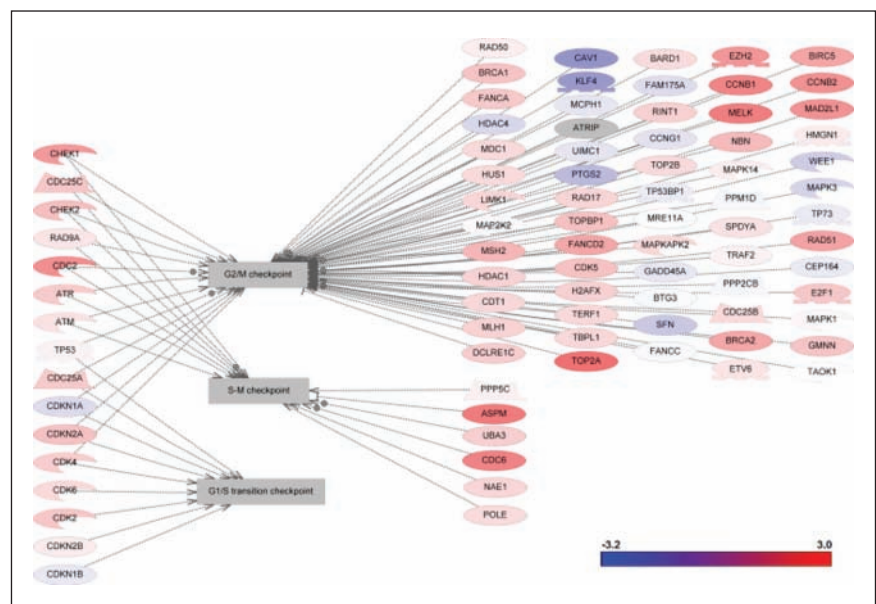 CHEK1
CDC25C
CHEK2
RAD9A
CDC2
ATR
ATM
TP53
CDC25A
CDKN1A
CDKN2A
CDK4
CDK6
CDK2
CDKN2B
CDKN1B
G2/M checkpoint
S-M checkpoint
G1/S transition checkpoint
RAD50
BRCA1
FANCA
HDAC4
MDC1
HUS1
LIMK1
MAP2K2
MSH2
HDAC1
CDT1
MLH1
DCLRE1C
PPP5C
ASPM
UBA3
CDC6
NAE1
POLE
CAV1
KLF4
MCPH1
ATRIP
UIMC1
PTGS2
RAD17
TOPBP1
FANCD2
CDK5
H2AFX
TERF1
TBPL1
TOP2A
BARD1
FAM175A
RINT1
CCNG1
TOP2B
TP53BP1
MRE11A
MAPKAPK2
GADD45A
BTG3
SFN
FANCC
EZH2
CCNB1
MELK
NBN
MAPK14
PPM1D
SPDYA
TRAF2
PPP2CB
CDC25B
BRCA2
ETV6
BIRC5
CCNB2
MAD2L1
HMGN1
WEE1
MAPK3
TP73
RAD51
CEP164
E2F1
MAPK1
GMNN
TAOK1
-3.2 3.0